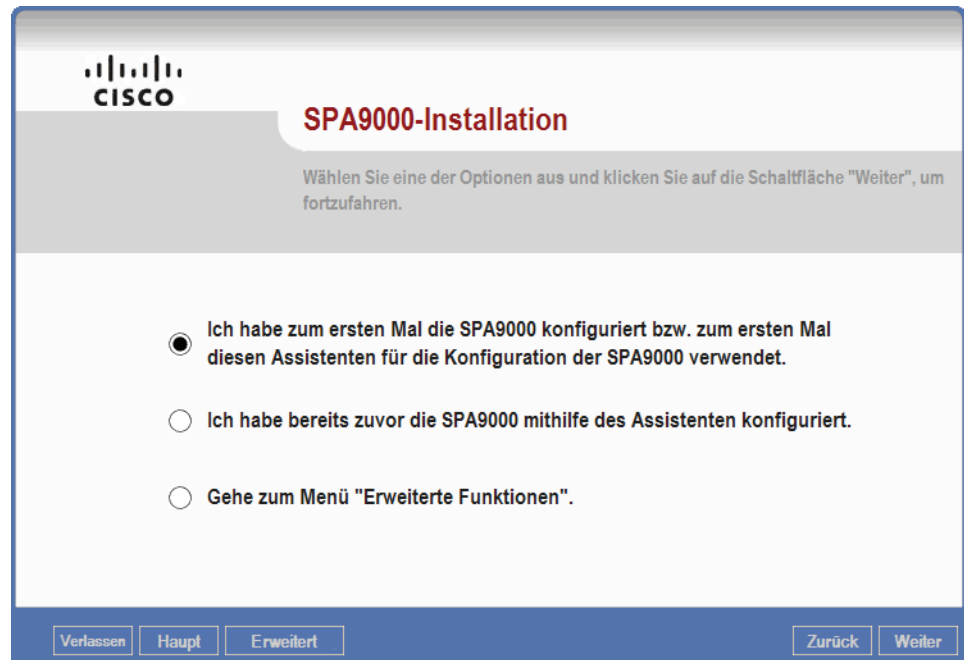 CISCO
SPA9000-Installation
Wählen Sie eine der Optionen aus und klicken Sie auf die Schaltfläche "Weiter", um
fortzufahren.
Ich habe zum ersten Mal die SPA9000 konfiguriert bzw. zum ersten Mal
diesen Assistenten für die Konfiguration der SPA9000 verwendet.
Ich habe bereits zuvor die SPA9000 mithilfe des Assistenten konfiguriert.
Gehe zum Menü "Erweiterte Funktionen".
Verlassen Haupt Erweitert Zurück Weiter